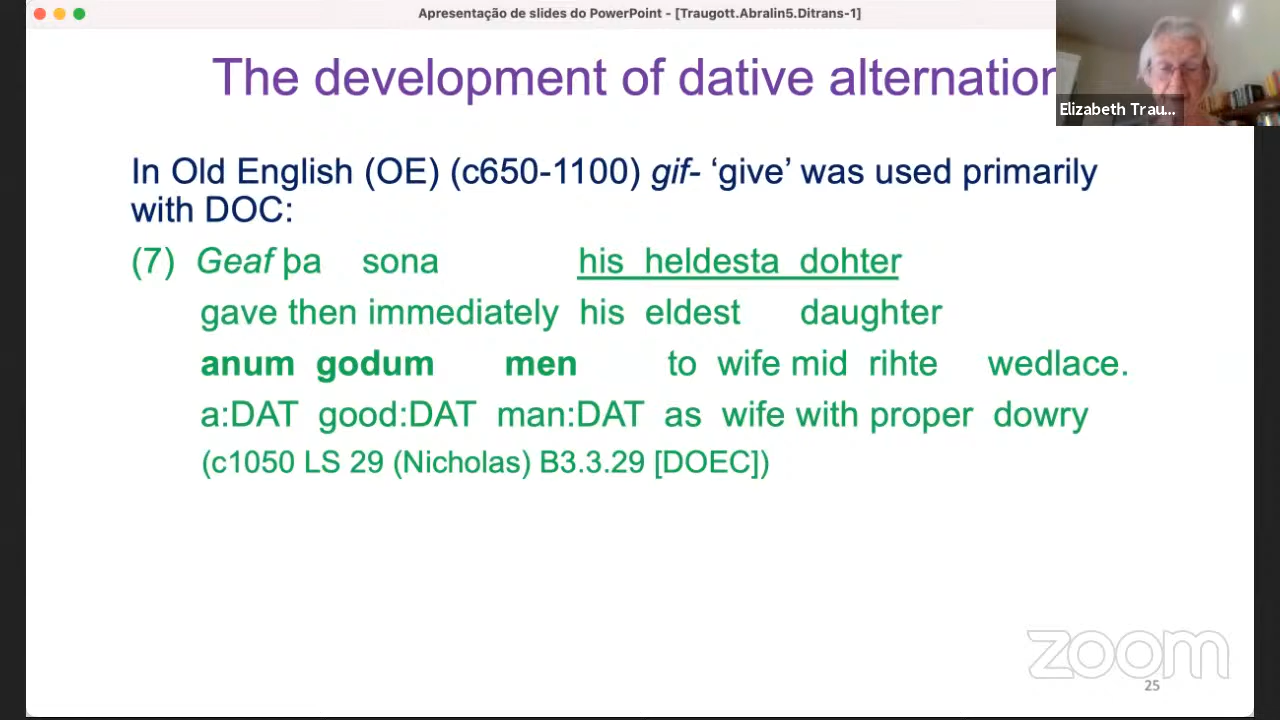 Apresentação de slides do PowerPoint - [Traugott.Abralin5.Ditrans-1]
The development of dative alternation
Elizabeth Trau...
In Old English (OE) (c650-1100) gif- ‘give’ was used primarily
with DOC:
(7) Geaf þa sona his heldesta dohter
gave then immediately his eldest daughter
anum godum men to wife mid rihte wedlace.
a:DAT good:DAT man:DAT as wife with proper dowry
(c1050 LS 29 (Nicholas) B3.3.29 [DOEC])
zoom
25